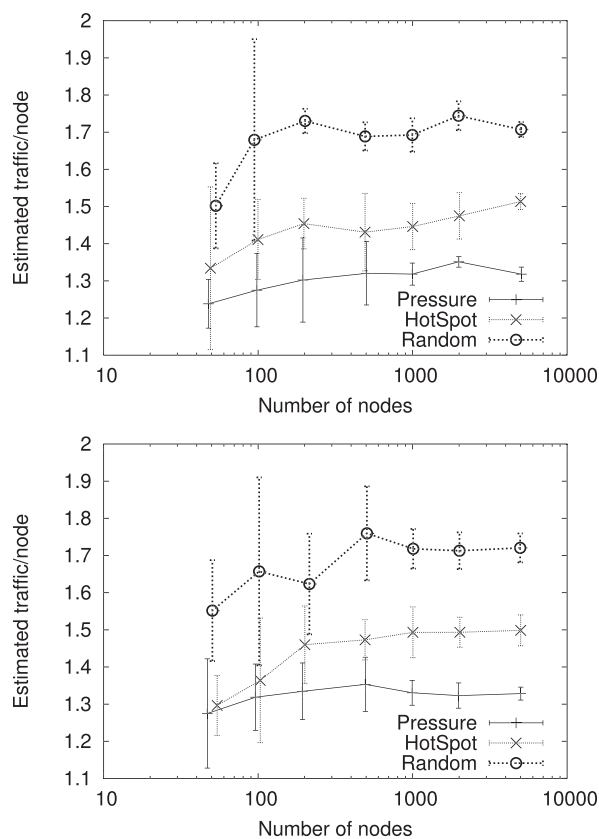 2
1.9
1.8
1.7
1.6
1.5
1.4
1.3
1.2
1.1
Estimated traffic/node
Pressure
HotSpot
Random
10 100 1000 10000
Number of nodes
2
1.9
1.8
1.7
1.6
1.5
1.4
1.3
1.2
1.1
Estimated traffic/node
Pressure
HotSpot
Random
10 100 1000 10000
Number of nodes